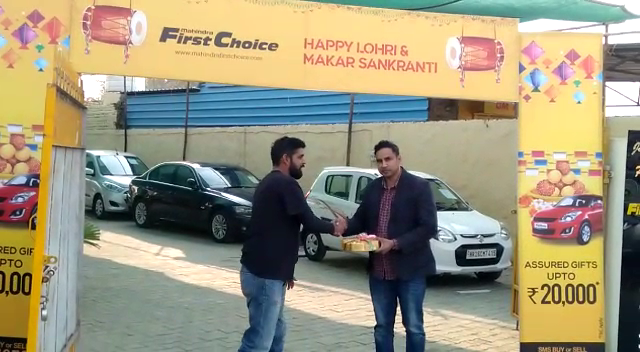 mahindra
First Choice
www.mahindrafirstchoice.com
HAPPY LOHRI &
MAKAR SANKRANTI
ASSURED GIFTS
UPTO
₹20,000*
SMS BUY or SELL